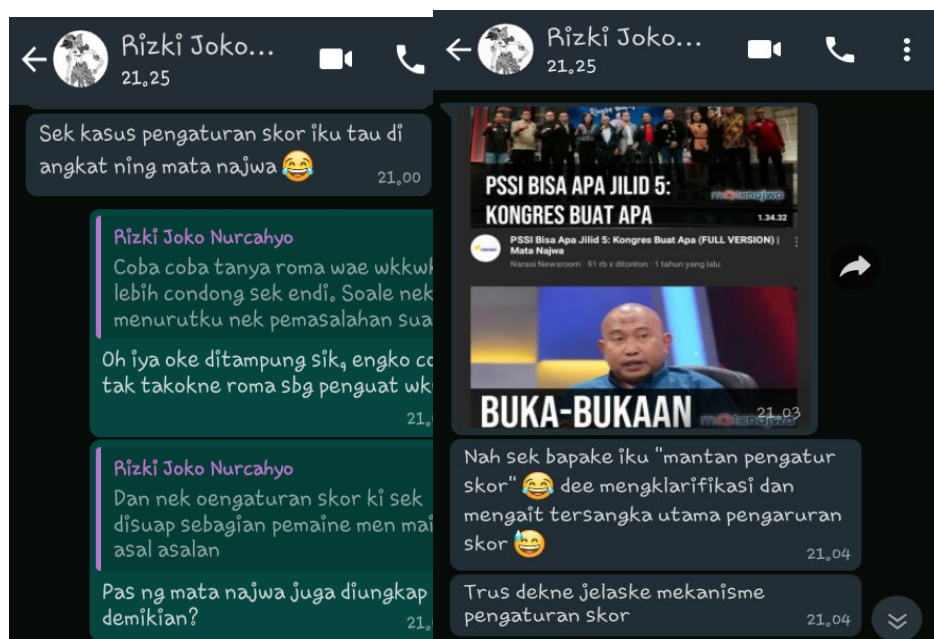 Rizki Joko...
21.25
Sek kasus pengaturan skor iku tau di
angkat ning mata najwa 😂
21.00
Rizki Joko Nurcahyo
Coba coba tanya roma wae wkkwk
lebih condong sek endi. Soale nek
menurutku nek pemasalahan sua
Oh iya oke ditampung sik, engko co
tak takokne roma sbg penguat wk
21.
Rizki Joko Nurcahyo
Dan nek oengaturan skor ki sek
disuap sebagian pemaine men mai
asal asalan
Pas ng mata najwa juga diungkap
demikian?
21.
Rizki Joko...
21.25
PSSI BISA APA JILID 5:
KONGRES BUAT APA
matanajwa
1.34.32
PSSI Bisa Apa Jilid 5: Kongres Buat Apa (FULL VERSION) |
Mata Najwa
Narasi Newsroom · 91 rb x ditonton · 1 tahun yang lalu
BUKA-BUKAAN
matanajwa
21.03
Nah sek bapake iku "mantan pengatur
skor" 😂 dee mengklarifikasi dan
mengait tersangka utama pengaruran
skor 😅
21.04
Trus dekne jelaske mekanisme
pengaturan skor
21.04